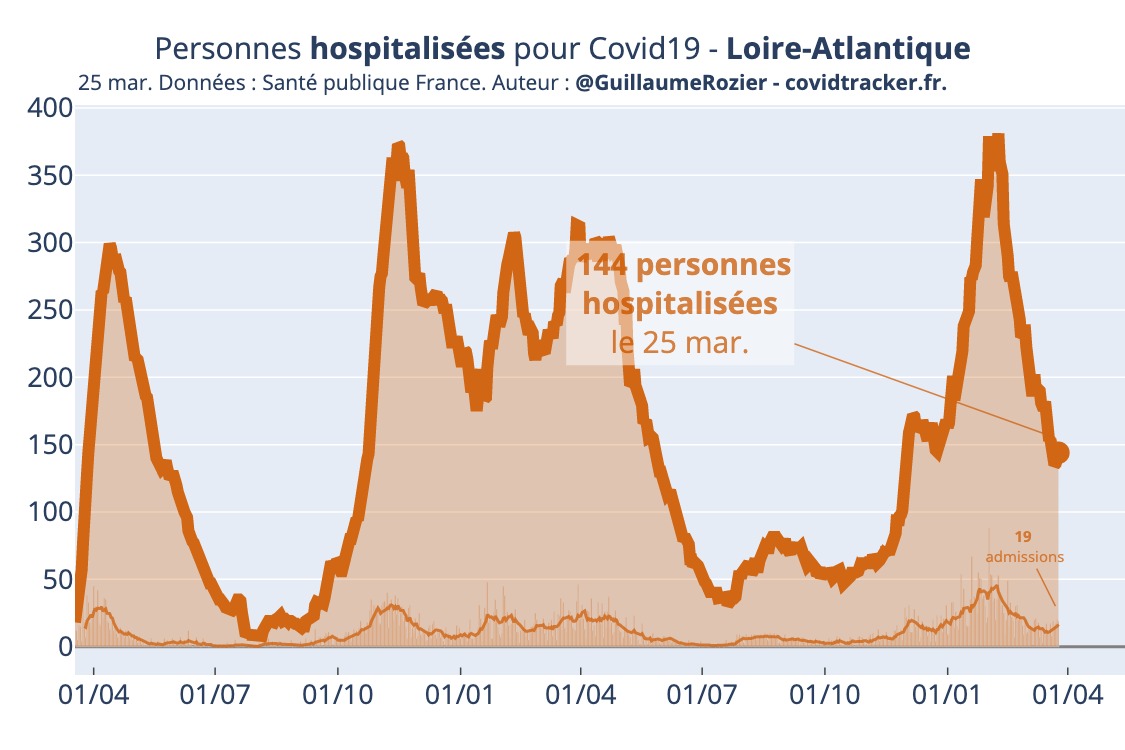 Personnes hospitalisées pour Covid19 - Loire-Atlantique
25 mar. Données : Santé publique France. Auteur : @GuillaumeRozier - covidtracker.fr.
400
350
300
250
200
150
100
50
0
144 personnes
hospitalisées
le 25 mar.
19
admissions
01/04 01/07 01/10 01/01 01/04 01/07 01/10 01/01 01/04